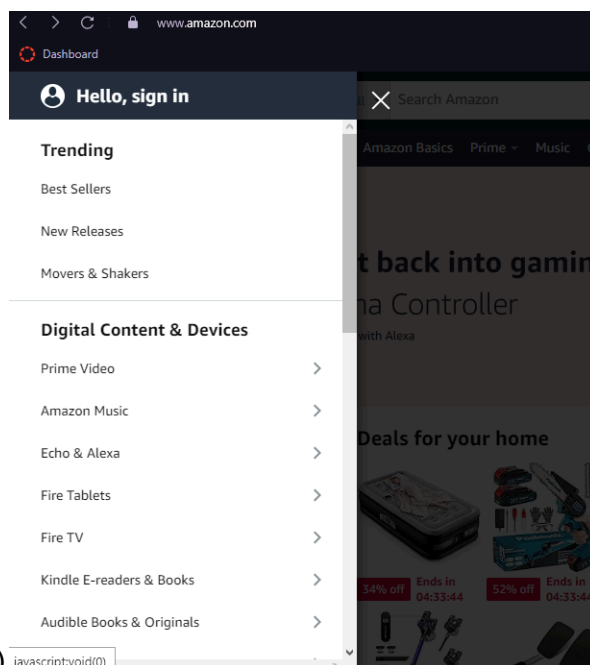 www.amazon.com
Dashboard
Hello, sign in
Search Amazon
Trending
Amazon Basics Prime Music
Best Sellers
New Releases
Movers & Shakers
t back into gamin
na Controller
with Alexa
Digital Content & Devices
Prime Video
Amazon Music
Echo & Alexa
Fire Tablets
Fire TV
Kindle E-readers & Books
Audible Books & Originals
Deals for your home
34% off Ends in
04:33:44
52% off Ends in
04:33:44
javascript:void(0)